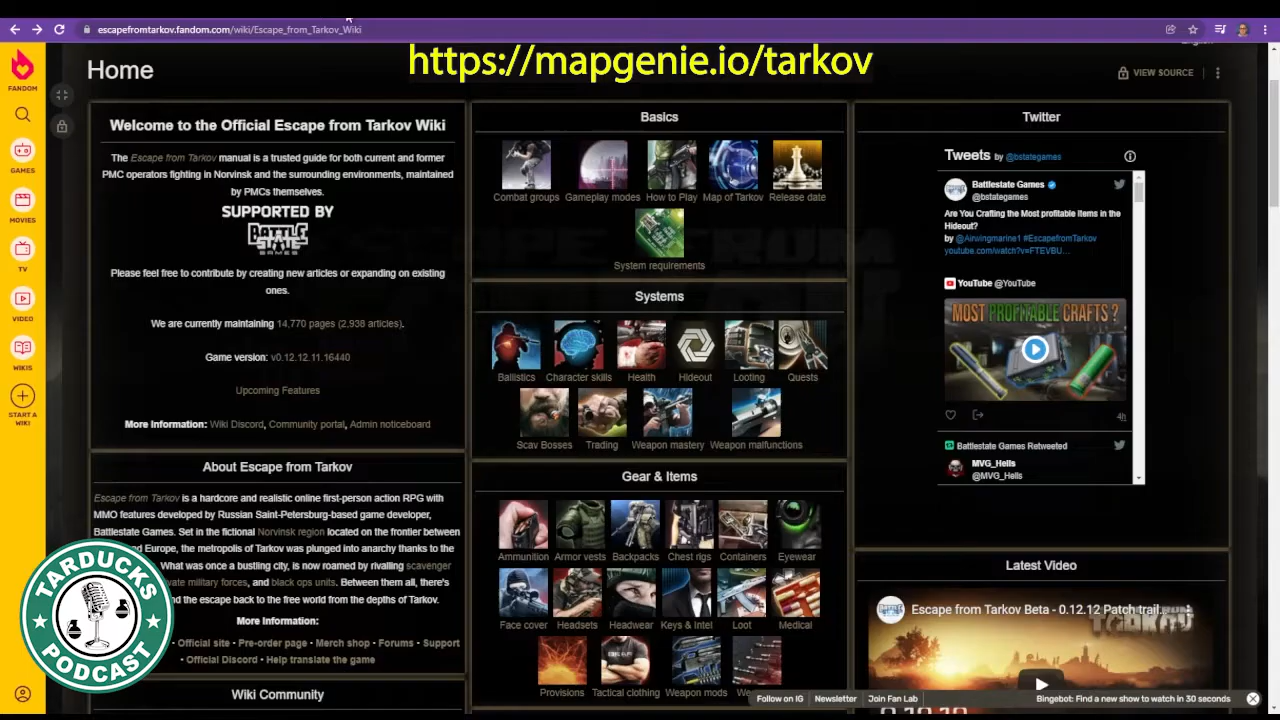 escapefromtarkov.fandom.com/wiki/Escape_from_Tarkov_Wiki
https://mapgenie.io/tarkov
FANDOM
GAMES
MOVIES
TV
VIDEO
WIKIS
START A
WIKI
Home
VIEW SOURCE
Welcome to the Official Escape from Tarkov Wiki
The Escape from Tarkov manual is a trusted guide for both current and former
PMC operators fighting in Norvinsk and the surrounding environments, maintained
by PMCs themselves.
SUPPORTED BY
BATTLE
STATE
GAMES
Please feel free to contribute by creating new articles or expanding on existing
ones.
We are currently maintaining 14,770 pages (2,938 articles).
Game version: v0.12.12.11.16440
Upcoming Features
More Information: Wiki Discord, Community portal, Admin noticeboard
About Escape from Tarkov
Escape from Tarkov is a hardcore and realistic online first-person action RPG with
MMO features developed by Russian Saint-Petersburg-based game developer,
Battlestate Games. Set in the fictional Norvinsk region located on the frontier between
Europe, the metropolis of Tarkov was plunged into anarchy thanks to the
What was once a bustling city, is now roamed by rivalling scavenger
military forces, and black ops units. Between them all, there's
the escape back to the free world from the depths of Tarkov.
More Information:
• Official site • Pre-order page • Merch shop • Forums • Support
• Official Discord • Help translate the game
Wiki Community
TARDUCKS
PODCAST
Basics
Combat groups
Gameplay modes
How to Play
Map of Tarkov
Release date
System requirements
Systems
Ballistics
Character skills
Health
Hideout
Looting
Quests
Scav Bosses
Trading
Weapon mastery
Weapon malfunctions
Gear & Items
Ammunition
Armor vests
Backpacks
Chest rigs
Containers
Eyewear
Face cover
Headsets
Headwear
Keys & Intel
Loot
Medical
Provisions
Tactical clothing
Weapon mods
Twitter
Tweets by @bstategames
Battlestate Games
@bstategames
Are You Crafting the Most profitable Items in the
Hideout?
by @Airwingmarine1 #EscapefromTarkov
youtube.com/watch?v=FTEVBU...
YouTube @YouTube
MOST PROFITABLE CRAFTS ?
4h
Battlestate Games Retweeted
MVG_Hells
@MVG_Hells
Latest Video
Escape from Tarkov Beta - 0.12.12 Patch trail...
TARKOV
Follow on IG
Newsletter
Join Fan Lab
Bingebot: Find a new show to watch in 30 seconds